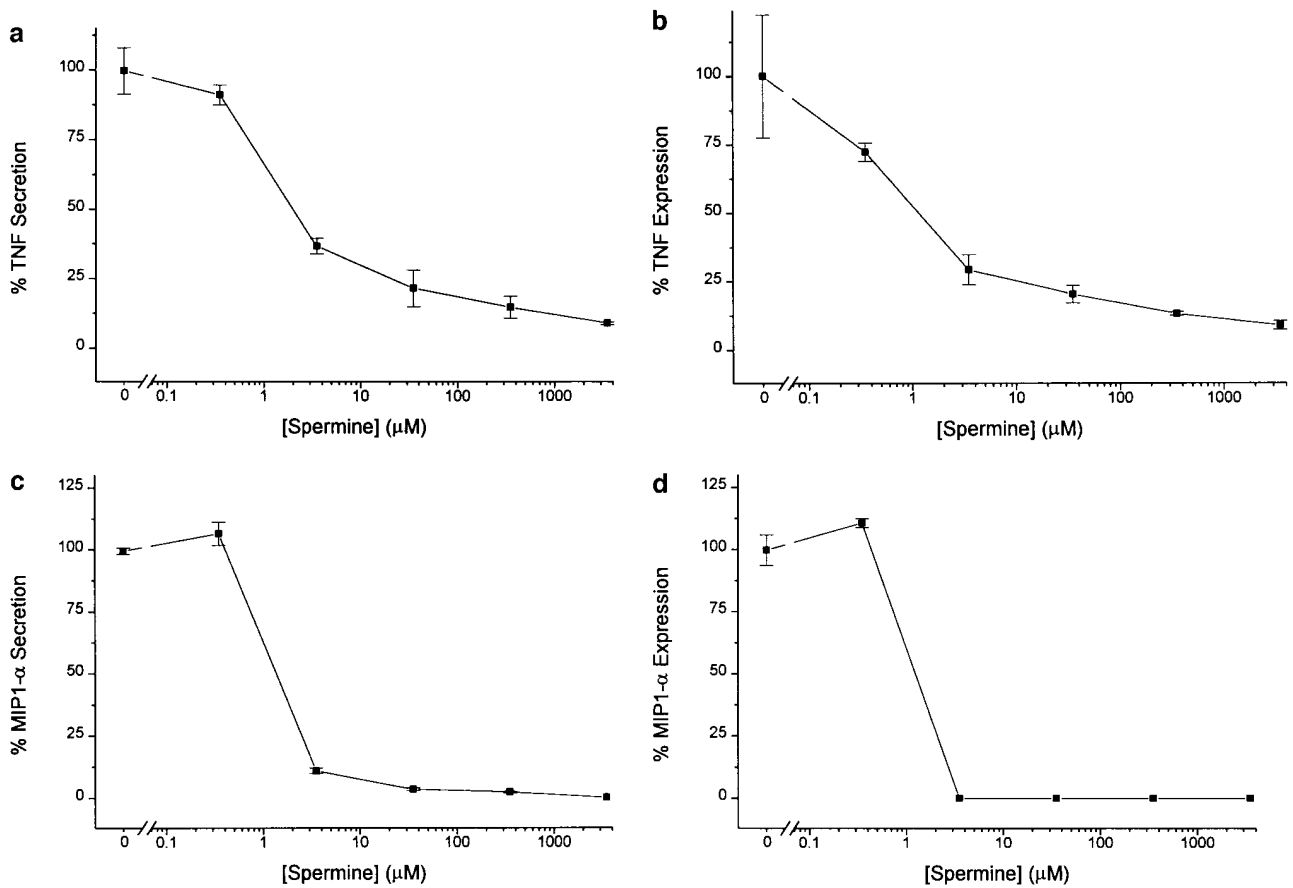 a
100
75
50
25
0
% TNF Secretion
0 0.1 1 10 100 1000
[Spermine] (μM)
b
100
75
50
25
0
% TNF Expression
0 0.1 1 10 100 1000
[Spermine] (μM)
c
125
100
75
50
25
0
% MIP1-α Secretion
0 0.1 1 10 100 1000
[Spermine] (μM)
d
125
100
75
50
25
0
% MIP1-α Expression
0 0.1 1 10 100 1000
[Spermine] (μM)